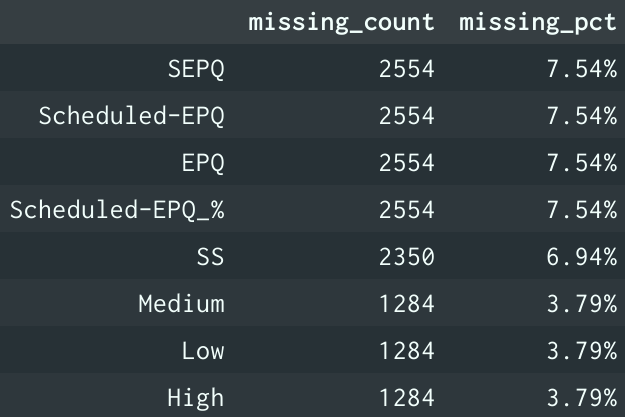 missing_count missing_pct
SEPQ 2554 7.54%
Scheduled-EPQ 2554 7.54%
EPQ 2554 7.54%
Scheduled-EPQ_% 2554 7.54%
SS 2350 6.94%
Medium 1284 3.79%
Low 1284 3.79%
High 1284 3.79%